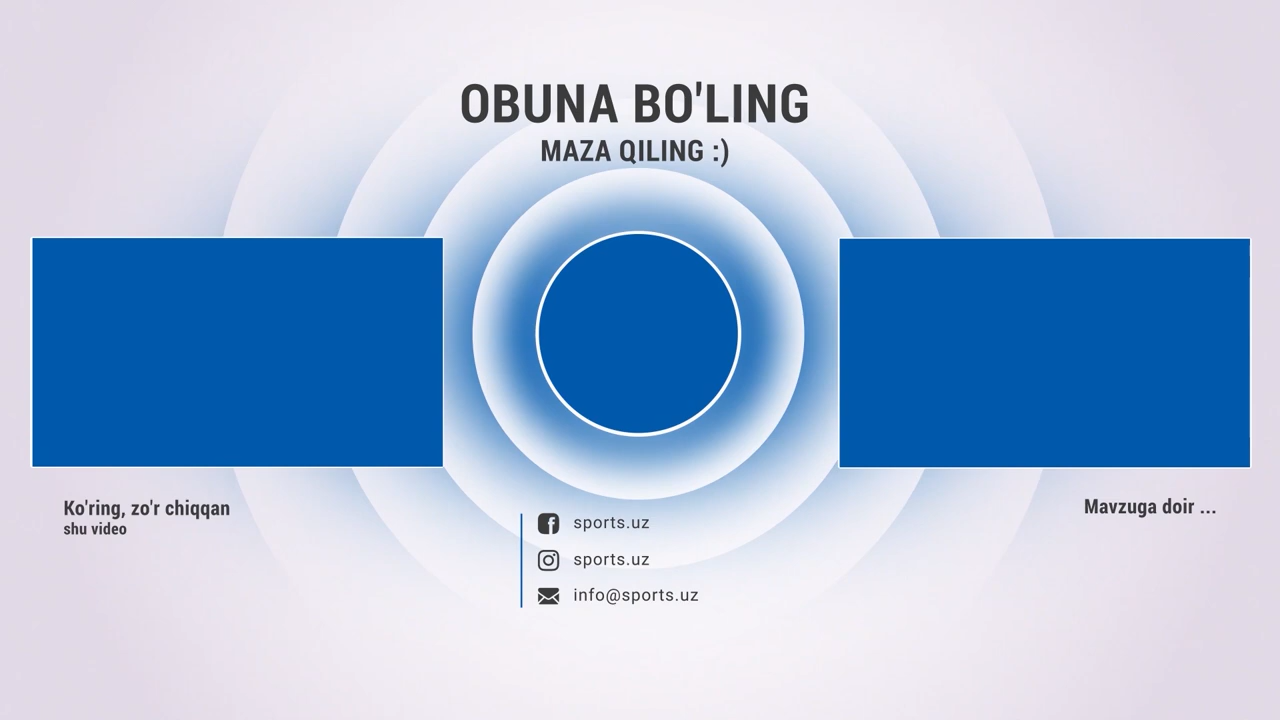 OBUNA BO'LING
MAZA QILING :)
Ko'ring, zo'r chiqqan
shu video
Mavzuga doir ...
sports.uz
sports.uz
info@sports.uz